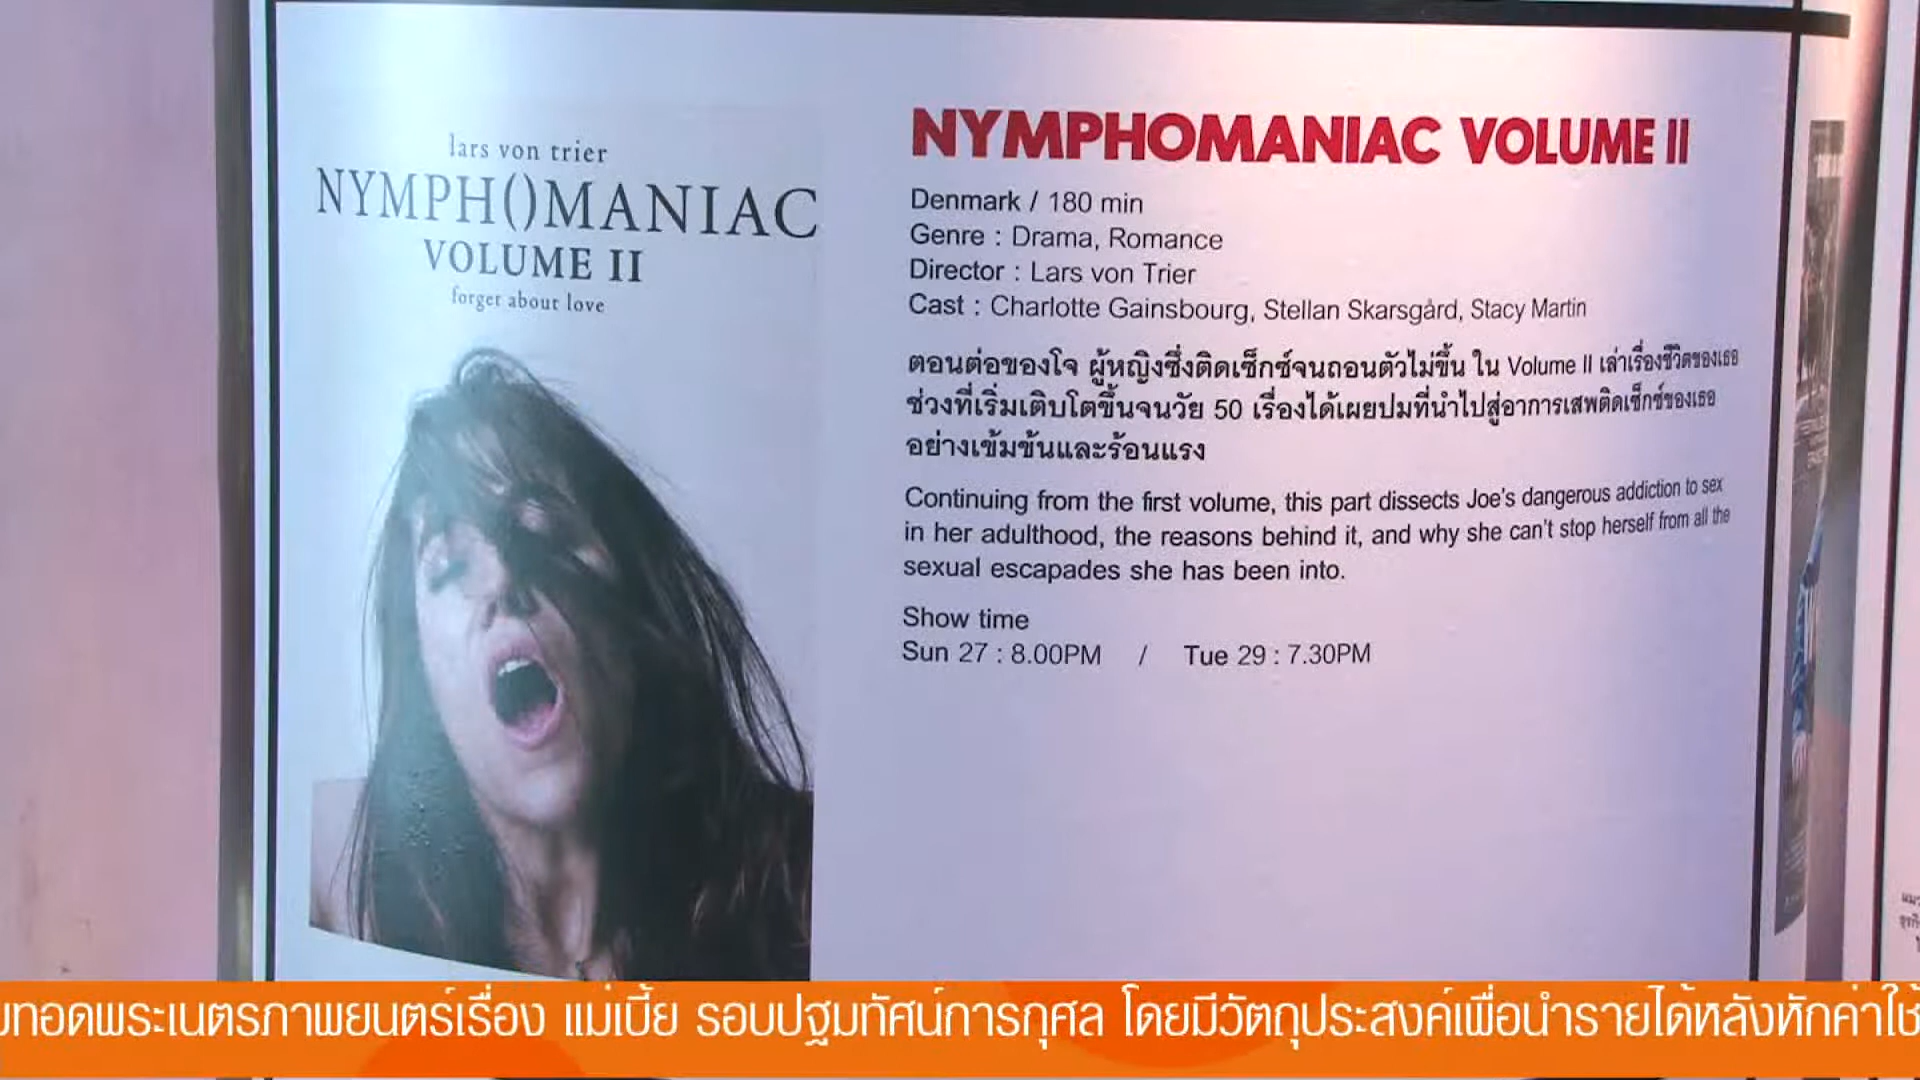 lars von trier
NYMPH()MANIAC
VOLUME II
forget about love
NYMPHOMANIAC VOLUME II
Denmark / 180 min
Genre : Drama, Romance
Director : Lars von Trier
Cast : Charlotte Gainsbourg, Stellan Skarsgård, Stacy Martin
ตอนต่อของโจ ผู้หญิงซึ่งติดเซ็กซ์จนถอนตัวไม่ขึ้น ใน Volume II เล่าเรื่องชีวิตของเธอ
ช่วงที่เริ่มเติบโตขึ้นจนวัย 50 เรื่องได้เผยปมที่นำไปสู่อาการเสพติดเซ็กซ์ของเธอ
อย่างเข้มข้นและร้อนแรง
Continuing from the first volume, this part dissects Joe's dangerous addiction to sex
in her adulthood, the reasons behind it, and why she can't stop herself from all the
sexual escapades she has been into.
Show time
Sun 27 : 8.00PM / Tue 29 : 7.30PM
ทอดพระเนตรภาพยนตร์เรื่อง แม่เบี้ย รอบปฐมทัศน์การกุศล โดยมีวัตถุประสงค์เพื่อนำรายได้หลังหักค่าใช้